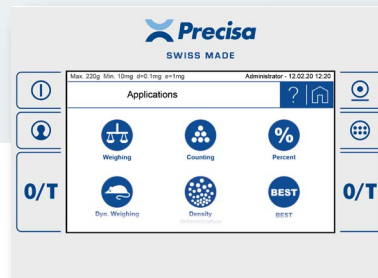 Precisa
SWISS MADE
Max. 220g Min. 10mg d=0.1mg e=1mg Administrator - 12.02.20 12:20
Applications
?
Weighing Counting Percent
%
0/T 0/T
BEST
Dyn. Weighing Density BEST